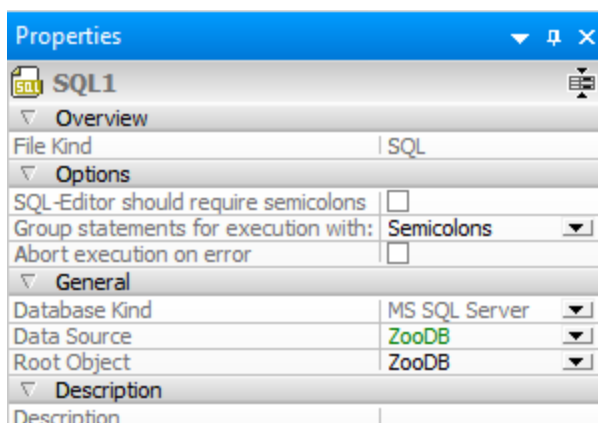 Properties
SQL SQL1
Overview
File Kind SQL
Options
SQL-Editor should require semicolons
Group statements for execution with: Semicolons
Abort execution on error
General
Database Kind MS SQL Server
Data Source ZooDB
Root Object ZooDB
Description
Description